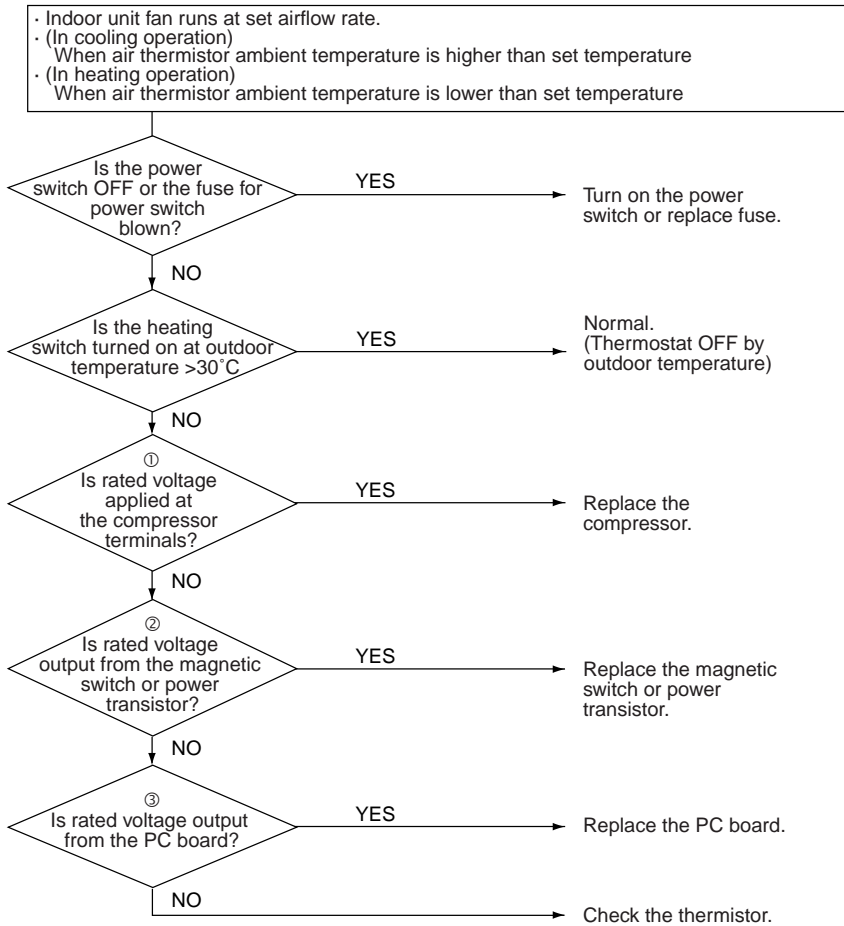 · Indoor unit fan runs at set airflow rate.
· (In cooling operation)
When air thermistor ambient temperature is higher than set temperature
· (In heating operation)
When air thermistor ambient temperature is lower than set temperature
Is the power
switch OFF or the fuse for
power switch
blown?
YES
Turn on the power
switch or replace fuse.
NO
Is the heating
switch turned on at outdoor
temperature >30˚C
YES
Normal.
(Thermostat OFF by
outdoor temperature)
NO
①
Is rated voltage
applied at
the compressor
terminals?
YES
Replace the
compressor.
NO
②
Is rated voltage
output from the magnetic
switch or power
transistor?
YES
Replace the magnetic
switch or power
transistor.
NO
③
Is rated voltage output
from the PC board?
YES
Replace the PC board.
NO
Check the thermistor.